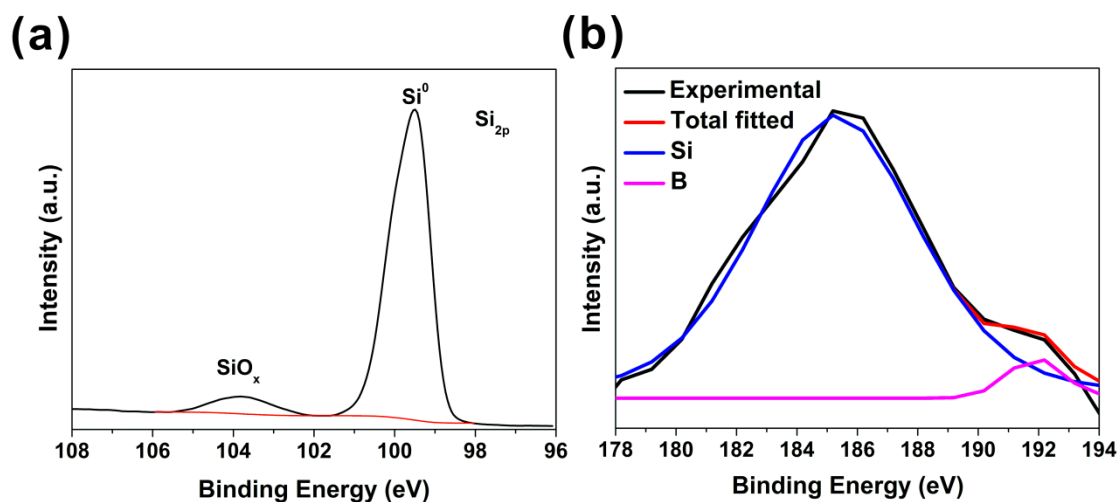 (a)
Si⁰
Si₂ₚ
SiOₓ
Intensity (a.u.)
108 106 104 102 100 98 96
Binding Energy (eV)
(b)
Experimental
Total fitted
Si
B
Intensity (a.u.)
178 180 182 184 186 188 190 192 194
Binding Energy (eV)